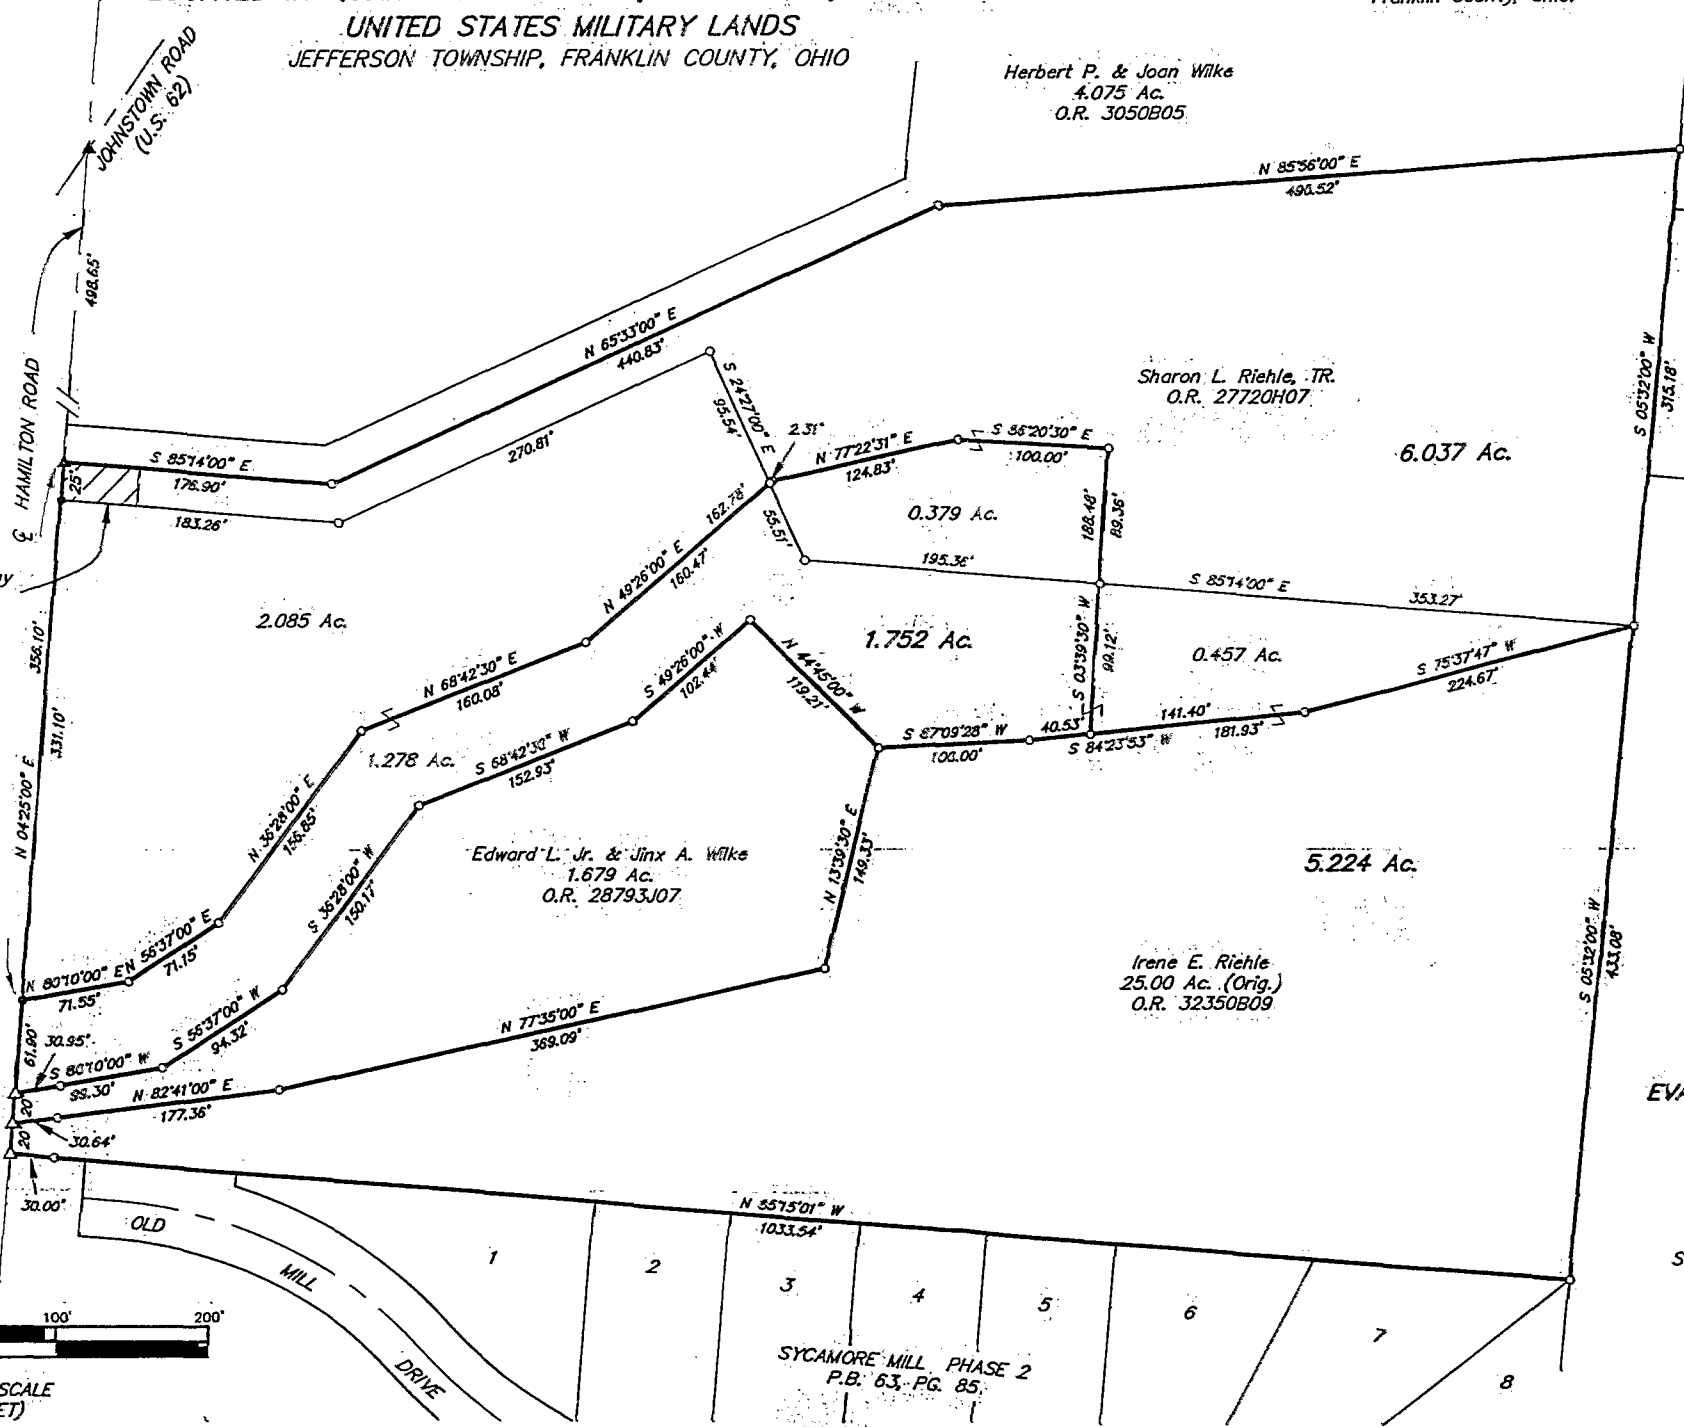 UNITED STATES MILITARY LANDS
JEFFERSON TOWNSHIP, FRANKLIN COUNTY, OHIO
Franklin County, Ohio.
JOHNSTOWN ROAD
(U.S. 62)
Herbert P. & Joan Wilke
4.075 Ac.
O.R. 3050B05
N 85°56'00" E
498.65'
℄ HAMILTON ROAD
N 65°33'00" E
440.83'
S 05°32'00" W
315.18'
Sharon L. Riehle, TR.
O.R. 27720H07
6.037 Ac.
S 24°27'00" E
95.54'
270.81'
2.31'
N 77°22'31" E
124.83'
S 86°20'30" E
100.00'
S 85°14'00" E
176.90'
25'
183.26'
162.78'
55.51'
0.379 Ac.
188.48'
89.36'
195.36'
S 85°14'00" E
353.27'
N 49°26'00" E
160.47'
2.085 Ac.
356.10'
331.10'
N 04°25'00" E
1.752 Ac.
S 03°39'30" W
99.12'
0.457 Ac.
S 75°37'47" W
224.67'
N 68°42'30" E
160.08'
S 49°26'00" W
102.44'
N 44°45'00" W
119.21'
S 87°09'28" W
100.00'
40.53'
141.40'
S 84°23'53" W
181.93'
1.278 Ac.
S 68°42'30" W
152.93'
N 36°28'00" E
156.85'
S 36°28'00" W
150.17'
Edward L. Jr. & Jinx A. Wilke
1.679 Ac.
O.R. 28793J07
N 13°39'30" E
149.33'
5.224 Ac.
Irene E. Riehle
25.00 Ac. (Orig.)
O.R. 32350B09
S 05°32'00" W
433.08'
N 80°10'00" E
71.55'
N 56°37'00" E
71.15'
S 56°37'00" W
94.32'
N 77°35'00" E
369.09'
61.90'
30.95'
S 80°10'00" W
99.30'
N 82°41'00" E
177.36'
20'
30.64'
20'
30.00'
N 85°15'01" W
1033.54'
OLD
MILL
DRIVE
1
2
3
4
5
6
7
8
SYCAMORE MILL PHASE 2
P.B. 63, PG. 85
100'
200'
SCALE